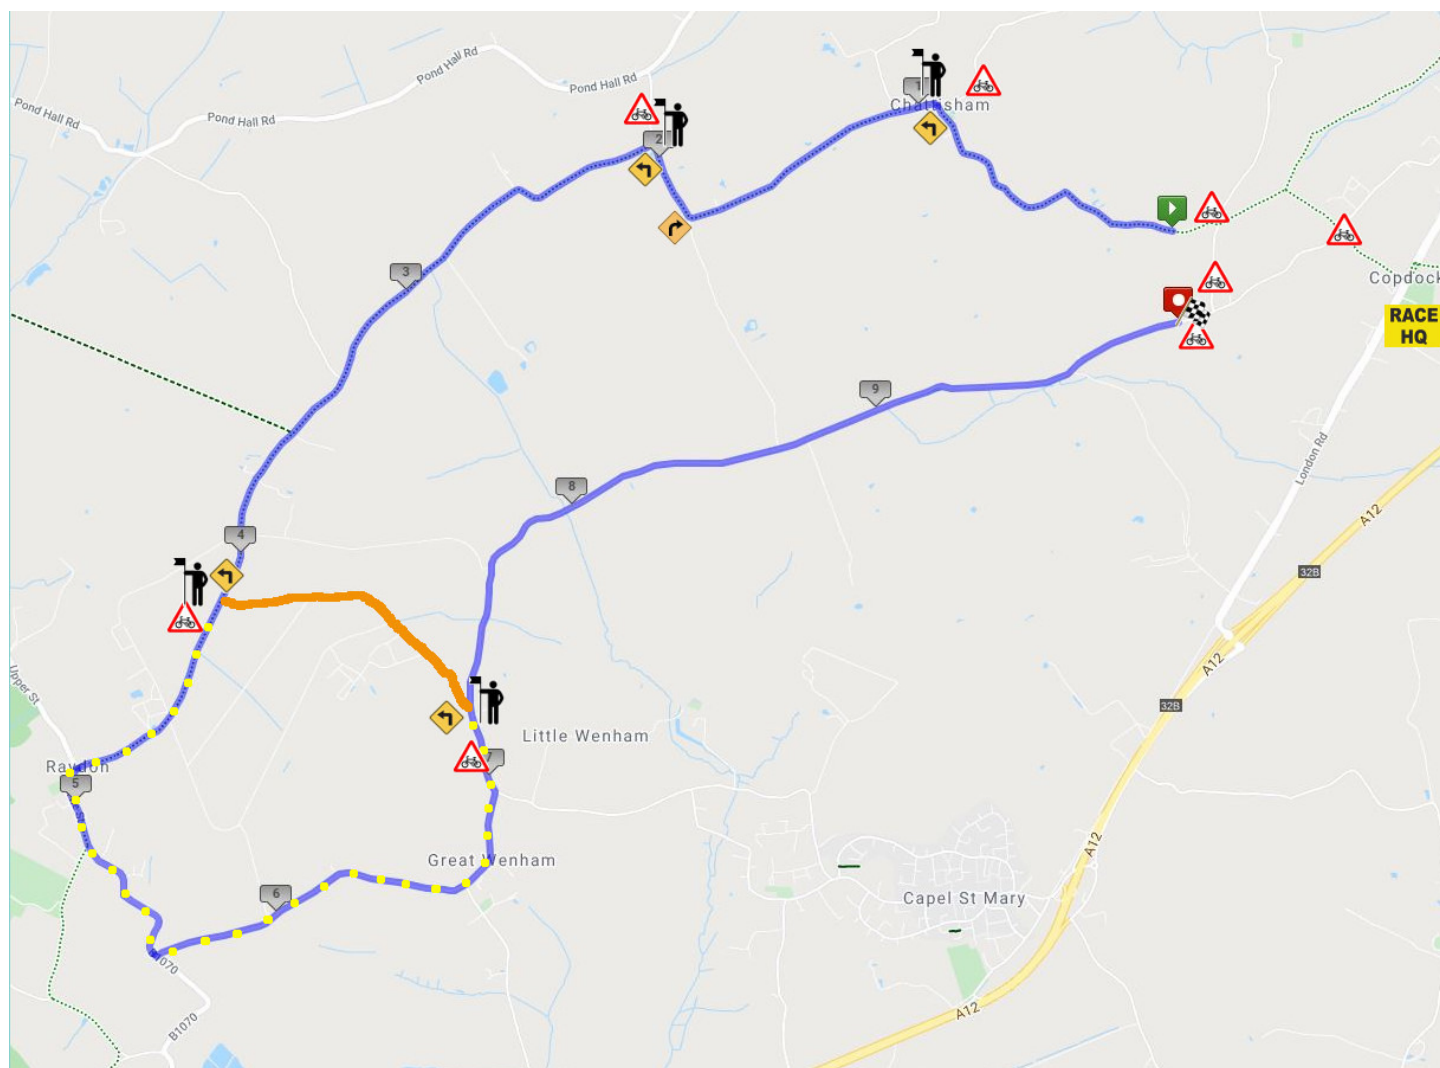 Pond Hall Rd
Pond Hall Rd
Pond Hall Rd
Pond Hall Rd
1
Chattisham
2
3
Copdock
RACE
HQ
9
London Rd
8
A12
4
32B
Upper St
A12
32B
Little Wenham
7
Raydon
5
A12
Great Wenham
6
Capel St Mary
B1070
A12